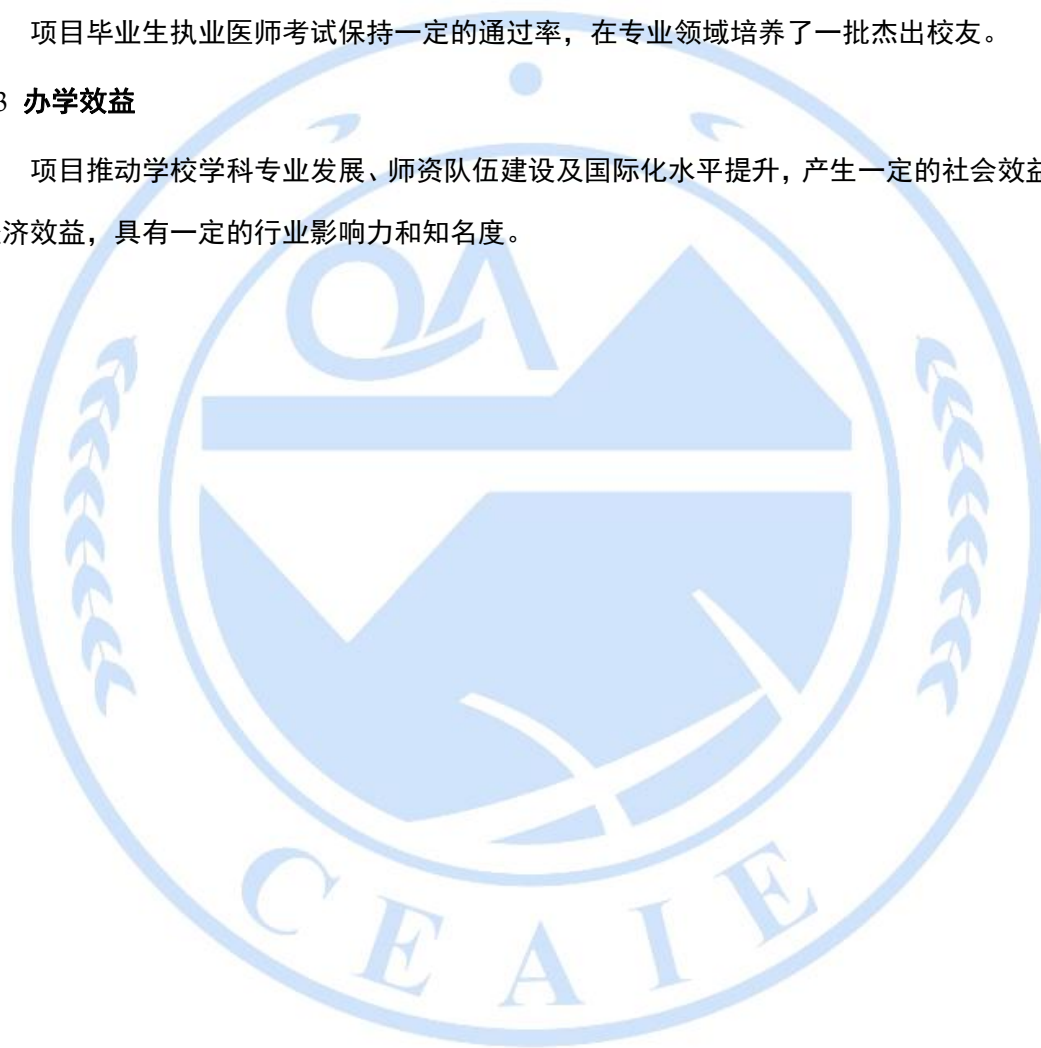 项目毕业生执业医师考试保持一定的通过率，在专业领域培养了一批杰出校友。
3 办学效益
项目推动学校学科专业发展、师资队伍建设及国际化水平提升，产生一定的社会效益
济效益，具有一定的行业影响力和知名度。
QA
CEAIE